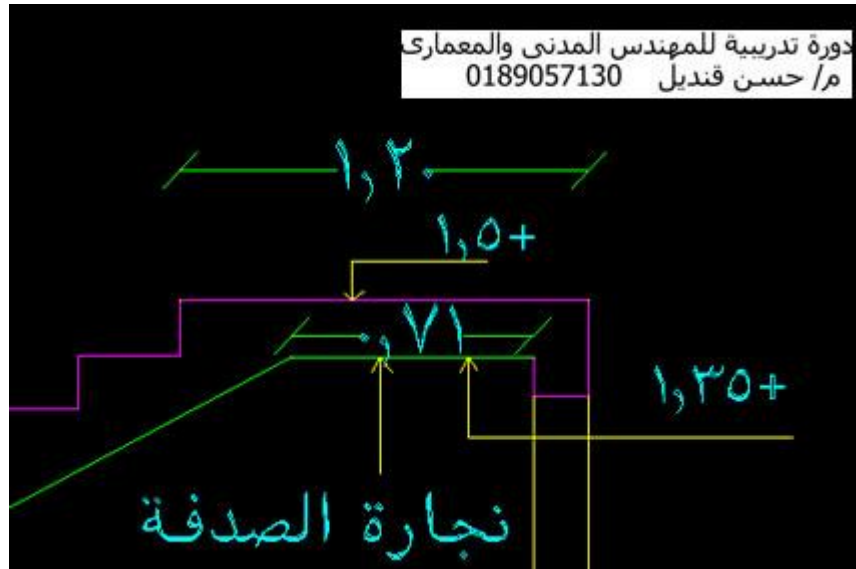 دورة تدريبية للمهندس المدنى والمعمارى
م/ حسن قنديل 0189057130
١,٢٠
+١,٥
٠,٧١
+١,٣٥
نجارة الصدفة